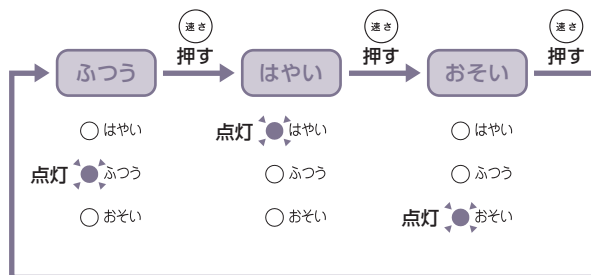 速さ 速さ 速さ
押す 押す 押す
ふつう はやい おそい
はやい 点灯 はやい はやい
点灯 ふつう ふつう ふつう
おそい おそい 点灯 おそい